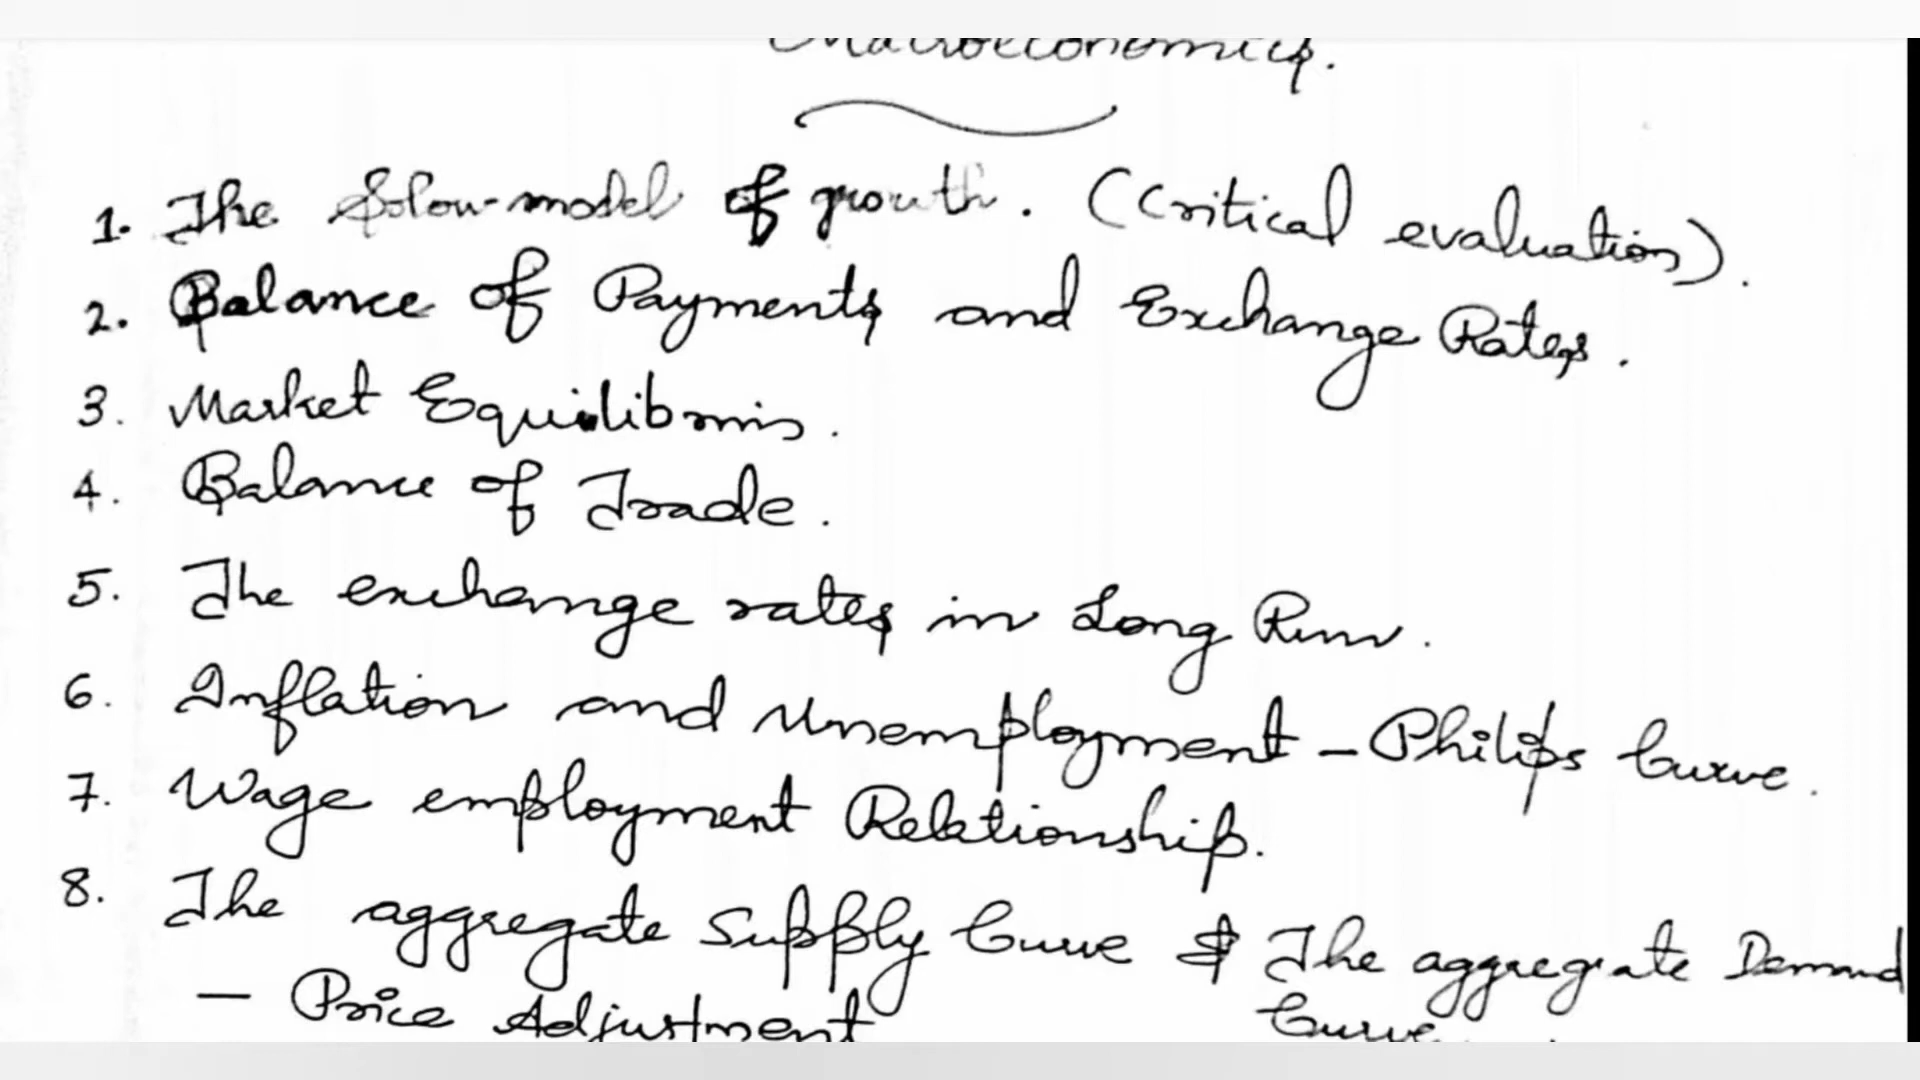 Macroeconomics.
1. The Solow-model of growth. (Critical evaluation).
2. Balance of Payments and Exchange Rates.
3. Market Equilibrium.
4. Balance of Trade.
5. The exchange rates in Long Run.
6. Inflation and Unemployment – Philips Curve.
7. Wage employment Relationship.
8. The aggregate Supply Curve & The aggregate Demand
– Price Adjustment Curve